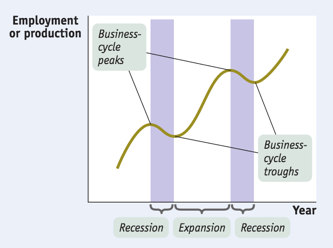 Employment
or production
Business-
cycle
peaks
Business-
cycle
troughs
Year
Recession
Expansion
Recession